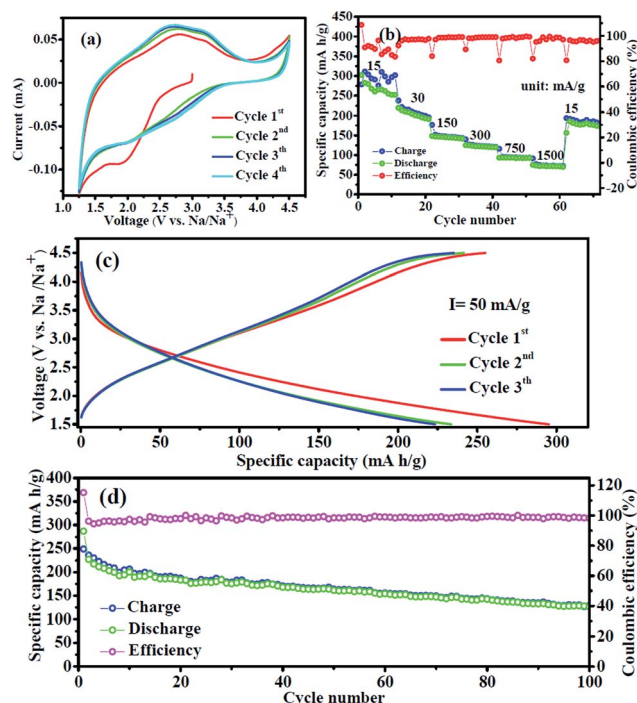 (a)
0.05
0.00
-0.05
-0.10
Current (mA)
Cycle 1st
Cycle 2nd
Cycle 3th
Cycle 4th
1.5 2.0 2.5 3.0 3.5 4.0 4.5
Voltage (V vs. Na/Na+)
(b)
450
400
350
300
250
200
150
100
50
0
Specific capacity (mA h/g)
100
80
60
40
20
0
-20
Coulombic efficiency (%)
unit: mA/g
15
30
150
300
750
1500
15
Charge
Discharge
Efficiency
0 20 40 60
Cycle number
(c)
4.5
4.0
3.5
3.0
2.5
2.0
1.5
Voltage (V vs. Na /Na+)
I= 50 mA/g
Cycle 1st
Cycle 2nd
Cycle 3th
0 50 100 150 200 250 300
Specific capacity (mA h/g)
(d)
400
350
300
250
200
150
100
50
0
Specific capacity (mA h/g)
120
100
80
60
40
20
0
Coulombic efficiency (%)
Charge
Discharge
Efficiency
0 20 40 60 80 100
Cycle number